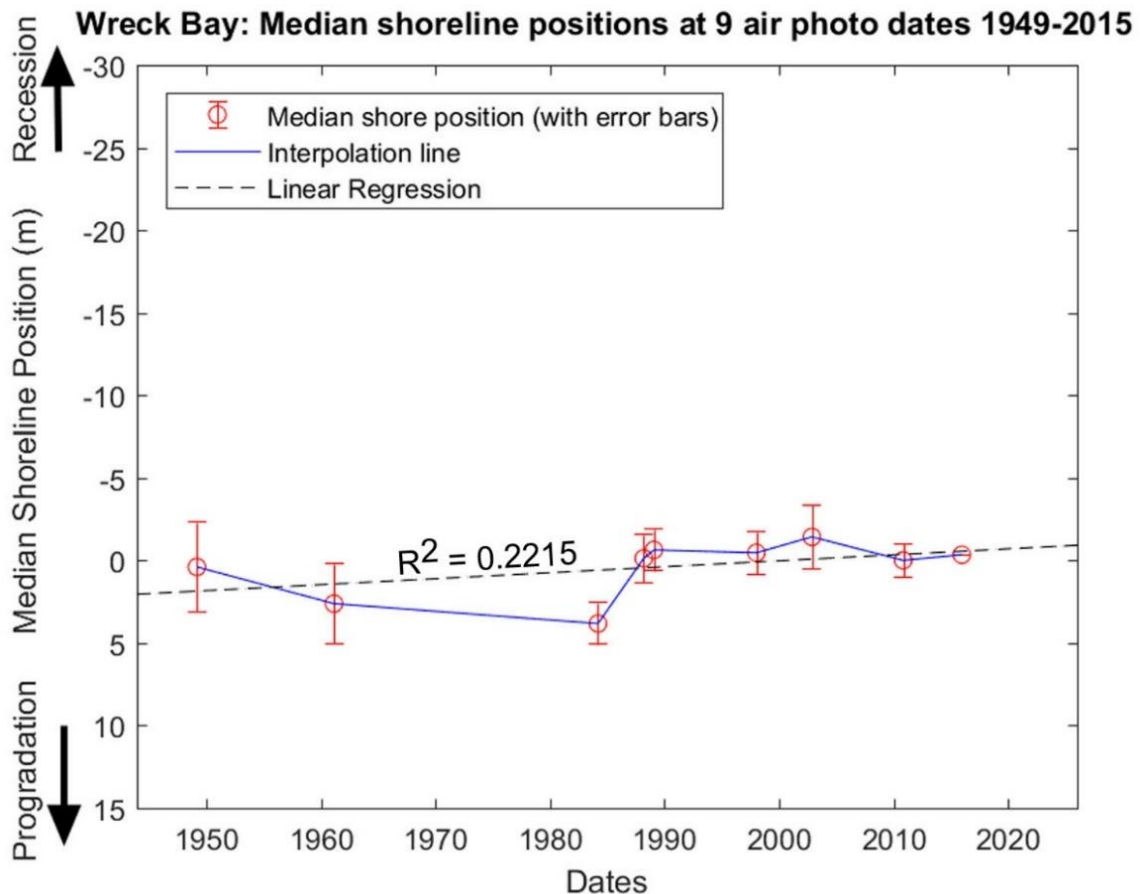 Wreck Bay: Median shoreline positions at 9 air photo dates 1949-2015
Recession
Median Shoreline Position (m)
Progradation
-30
-25
-20
-15
-10
-5
0
5
10
15
Median shore position (with error bars)
Interpolation line
Linear Regression
R² = 0.2215
1950
1960
1970
1980
1990
2000
2010
2020
Dates